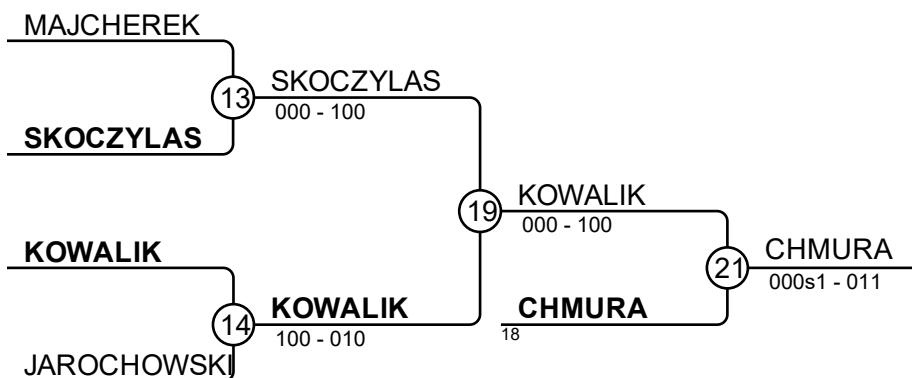 MAJCHEREK
13
SKOCZYLAS
000 - 100
SKOCZYLAS
19
KOWALIK
000 - 100
KOWALIK
21
CHMURA
000s1 - 011
14
KOWALIK
100 - 010
CHMURA
18
JAROCHOWSKI